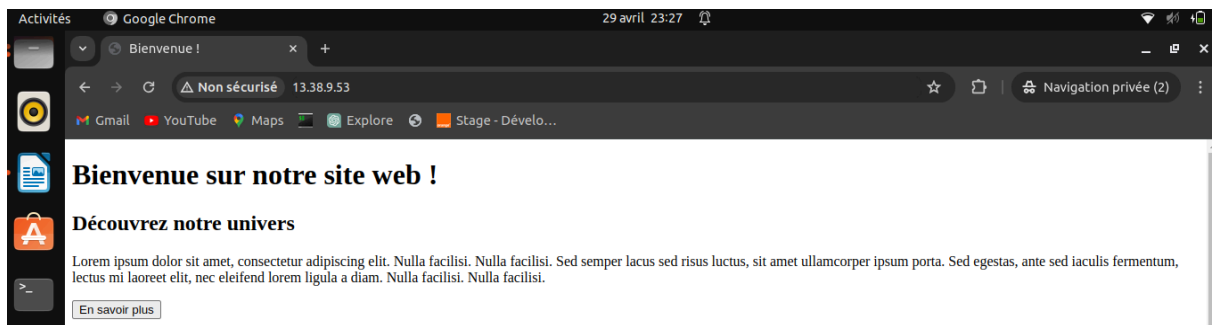 Activités Google Chrome 29 avril 23:27
Bienvenue !
Non sécurisé 13.38.9.53 Navigation privée (2)
Gmail YouTube Maps Explore Stage - Dévelo...
Bienvenue sur notre site web !
Découvrez notre univers
Lorem ipsum dolor sit amet, consectetur adipiscing elit. Nulla facilisi. Nulla facilisi. Sed semper lacus sed risus luctus, sit amet ullamcorper ipsum porta. Sed egestas, ante sed iaculis fermentum,
lectus mi laoreet elit, nec eleifend lorem ligula a diam. Nulla facilisi. Nulla facilisi.
En savoir plus